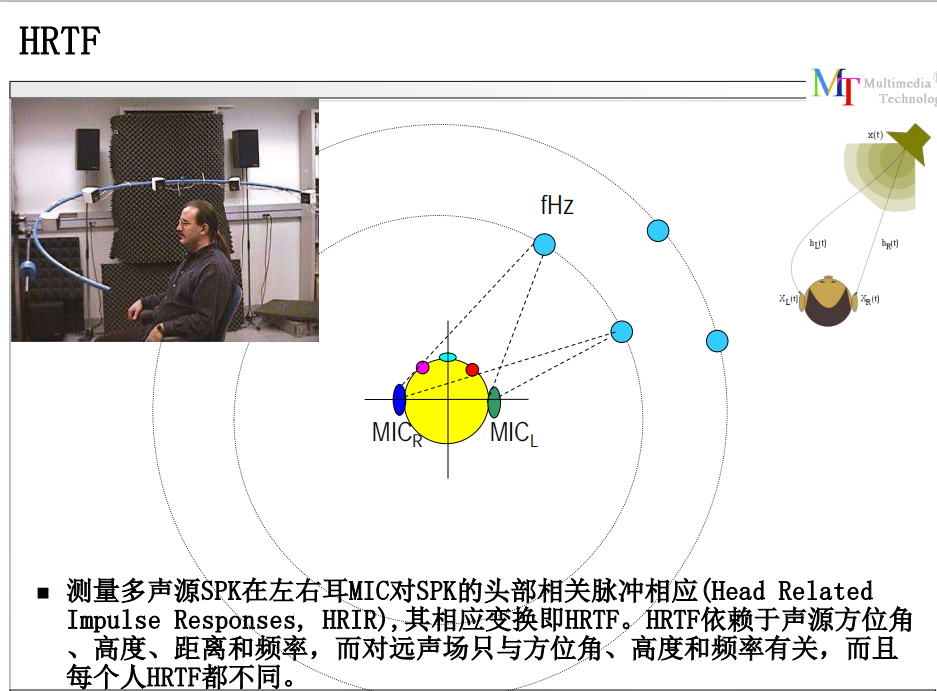 HRTF
Multimedia
Technolog
x(t)
fHz
hL(t)
hR(t)
XL(t)
XR(t)
MICR
MICL
■ 测量多声源SPK在左右耳MIC对SPK的头部相关脉冲相应(Head Related
Impulse Responses, HRIR),其相应变换即HRTF。HRTF依赖于声源方位角
、高度、距离和频率，而对远声场只与方位角、高度和频率有关，而且
每个人HRTF都不同。